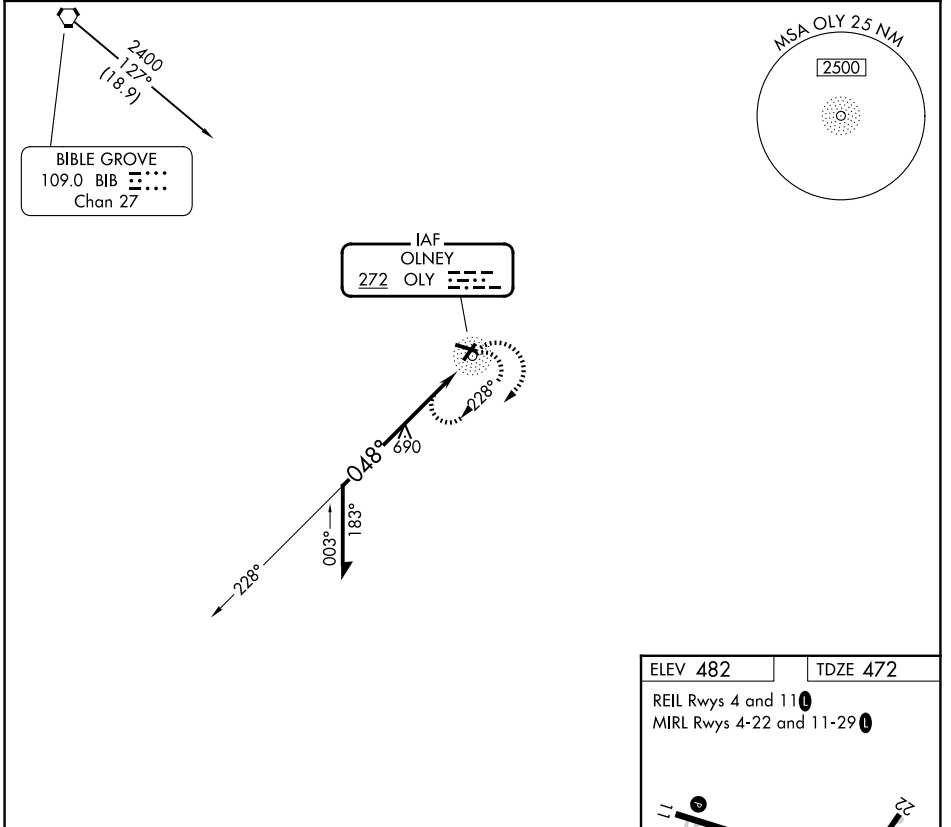 2400
127°
(18.9)
MSA OLY 25 NM
2500
BIBLE GROVE
109.0 BIB
Chan 27
IAF
OLNEY
272 OLY
228°
690
048°
003°
183°
228°
ELEV 482
TDZE 472
REIL Rwys 4 and 11 L
MIRL Rwys 4-22 and 11-29 L
11
P
22